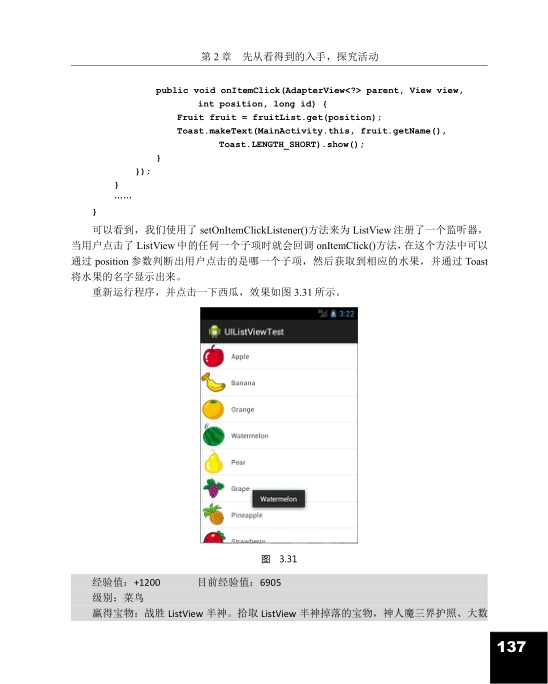 第 2 章 先从看得到的入手，探究活动
public void onItemClick(AdapterView<?> parent, View view,
int position, long id) {
Fruit fruit = fruitList.get(position);
Toast.makeText(MainActivity.this, fruit.getName(),
Toast.LENGTH_SHORT).show();
}
});
}
……
}
可以看到，我们使用了 setOnItemClickListener()方法来为 ListView 注册了一个监听器，
当用户点击了 ListView 中的任何一个子项时就会回调 onItemClick()方法，在这个方法中可以
通过 position 参数判断出用户点击的是哪一个子项，然后获取到相应的水果，并通过 Toast
将水果的名字显示出来。
重新运行程序，并点击一下西瓜，效果如图 3.31 所示。
3:22
UIListViewTest
Apple
Banana
Orange
Watermelon
Pear
Grape
Watermelon
Pineapple
Strawberry
图 3.31
经验值：+1200 目前经验值：6905
级别：菜鸟
赢得宝物：战胜 ListView 半神。拾取 ListView 半神掉落的宝物，神人魔三界护照、大数
137